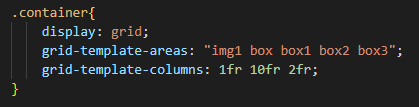 .container{
    display: grid;
    grid-template-areas: "img1 box box1 box2 box3";
    grid-template-columns: 1fr 10fr 2fr;
}